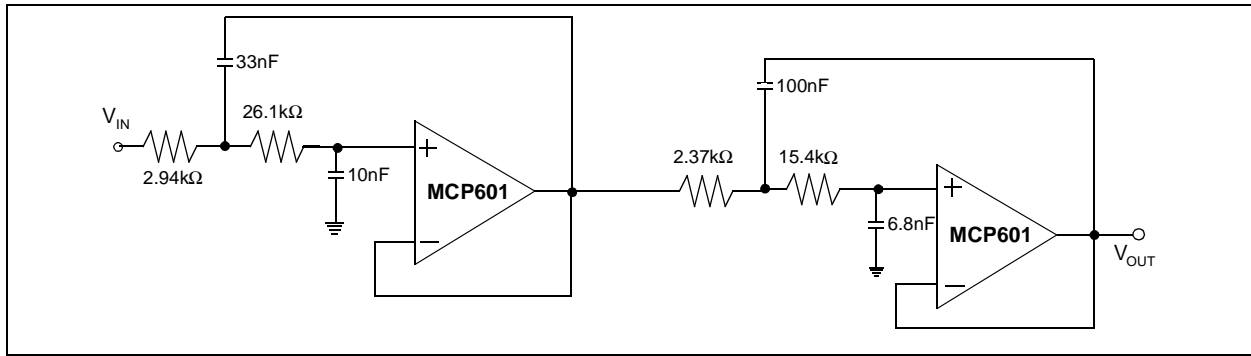 33nF
100nF
V_IN
26.1kΩ
2.94kΩ
10nF
+
MCP601
−
2.37kΩ
15.4kΩ
6.8nF
+
MCP601
−
V_OUT